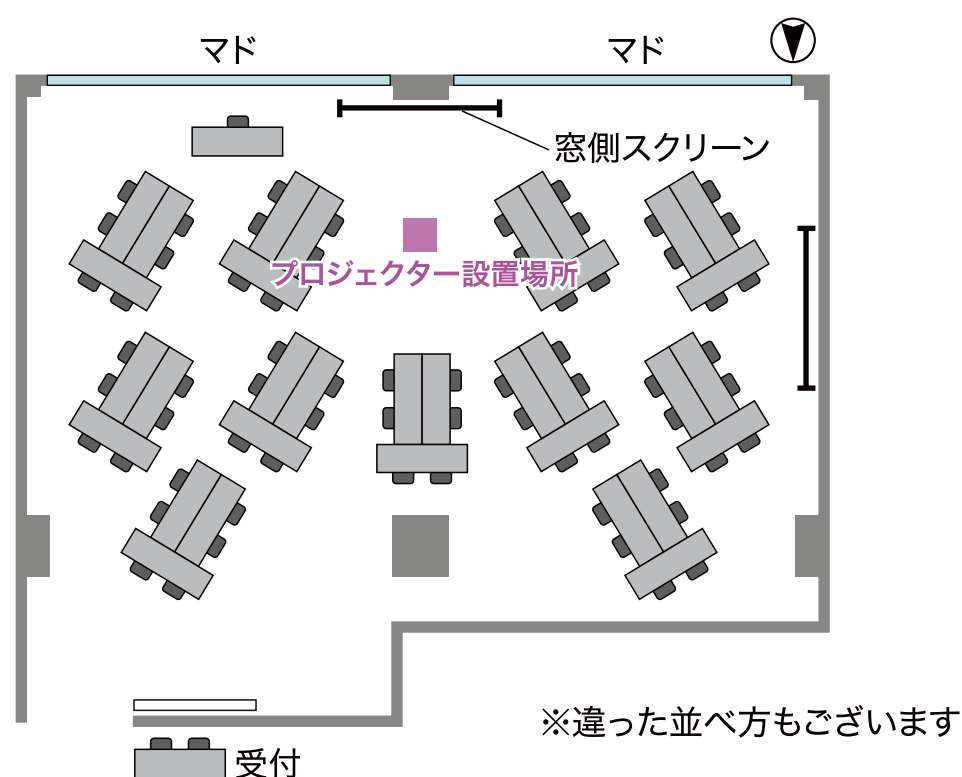 マド
マド
窓側スクリーン
プロジェクター設置場所
※違った並べ方もございます
受付